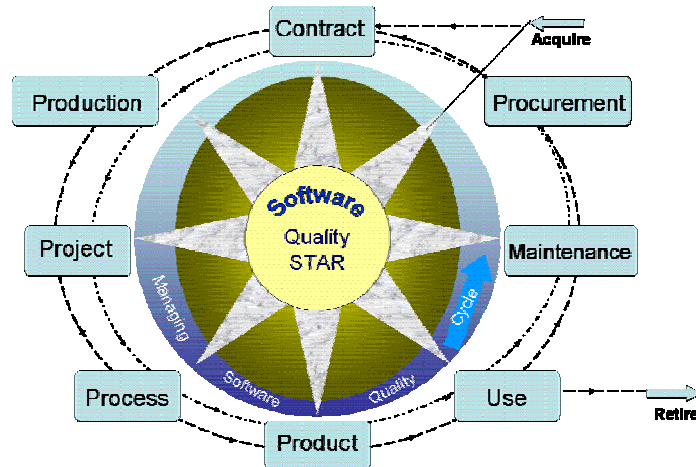 Contract
Acquire
Production
Procurement
Software
Quality
STAR
Project
Maintenance
Managing
Software
Quality
Cycle
Process
Use
Retire
Product